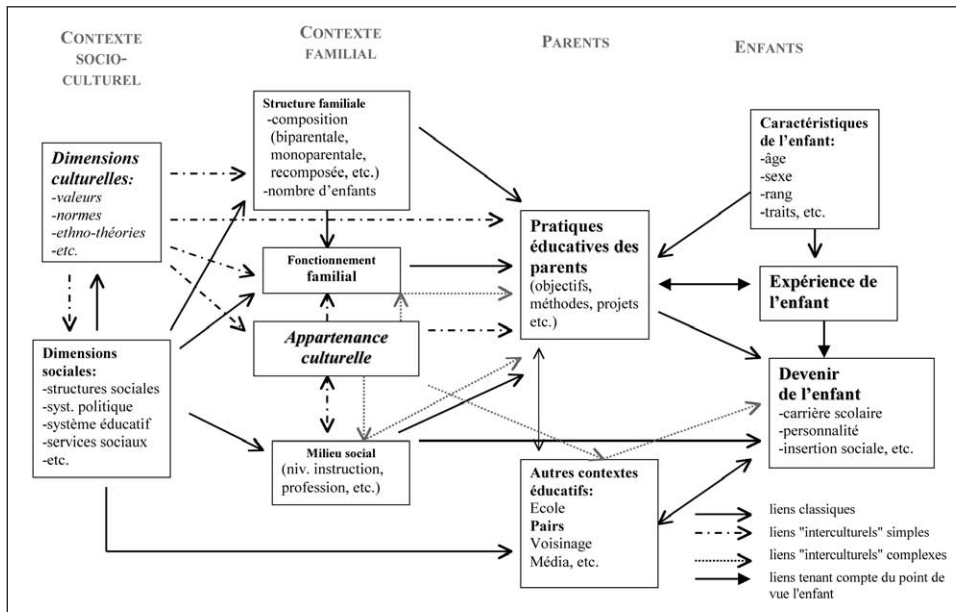 CONTEXTE
SOCIO-
CULTUREL
CONTEXTE
FAMILIAL
PARENTS
ENFANTS
Structure familiale
-composition
(biparentale,
monoparentale,
recomposée, etc.)
-nombre d'enfants
Caractéristiques
de l'enfant:
-âge
-sexe
-rang
-traits, etc.
Dimensions
culturelles:
-valeurs
-normes
-ethno-théories
-etc.
Pratiques
éducatives des
parents
(objectifs,
méthodes, projets
etc.)
Fonctionnement
familial
Expérience de
l'enfant
Appartenance
culturelle
Dimensions
sociales:
-structures sociales
-syst. politique
-système éducatif
-services sociaux
-etc.
Devenir
de l'enfant
-carrière scolaire
-personnalité
-insertion sociale, etc.
Milieu social
(niv. instruction,
profession, etc.)
Autres contextes
éducatifs:
Ecole
Pairs
Voisinage
Média, etc.
liens classiques
liens "interculturels" simples
liens "interculturels" complexes
liens tenant compte du point de
vue l'enfant